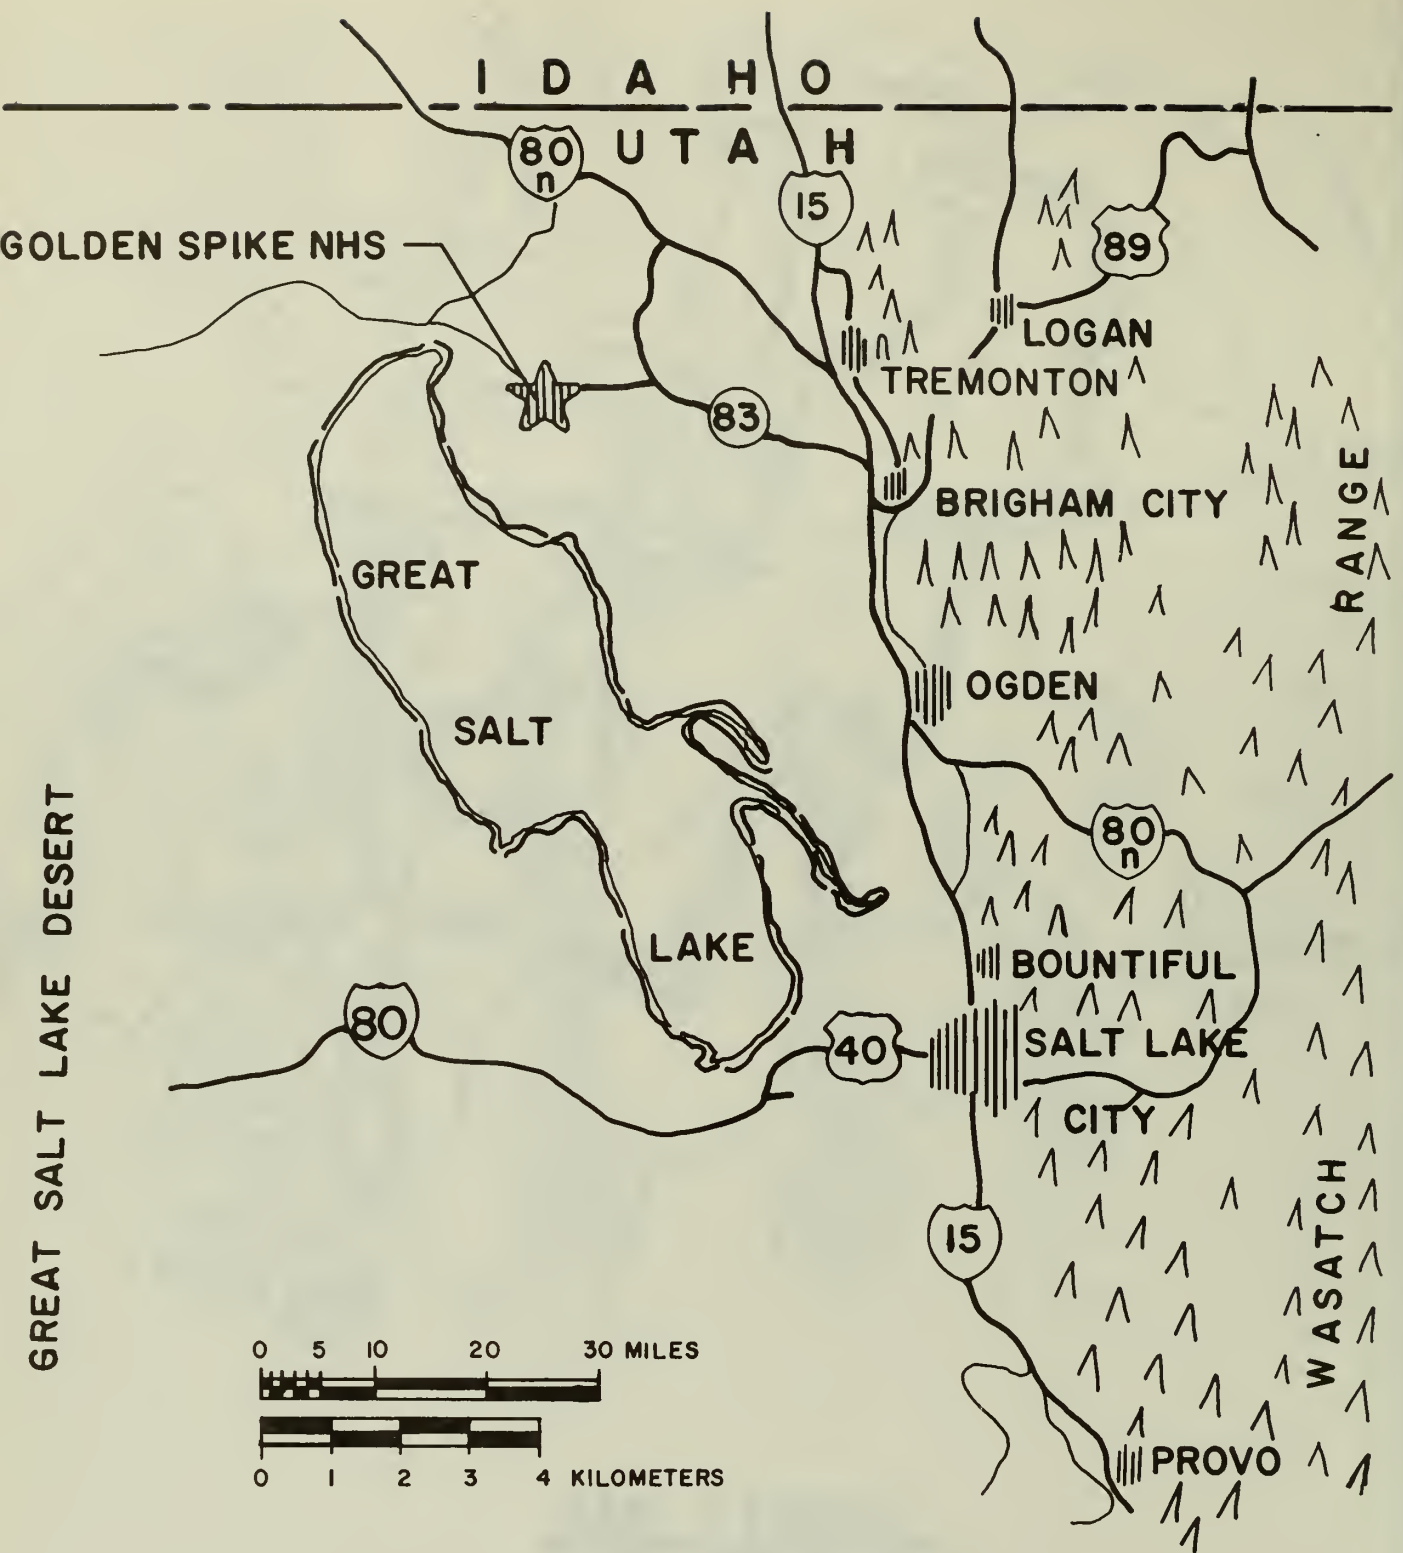 IDAHO
UTAH
80
n
15
GOLDEN SPIKE NHS
89
LOGAN
TREMONTON
83
BRIGHAM CITY
RANGE
GREAT
OGDEN
SALT
80
n
GREAT SALT LAKE DESERT
LAKE
BOUNTIFUL
80
40
SALT LAKE
CITY
15
WASATCH
0 5 10 20 30 MILES
0 1 2 3 4 KILOMETERS
PROVO